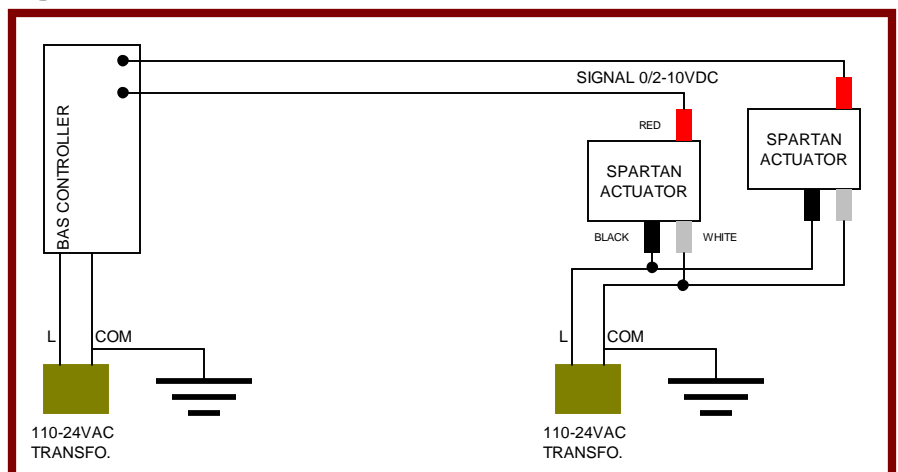 SIGNAL 0/2-10VDC
RED
SPARTAN
ACTUATOR
SPARTAN
ACTUATOR
BAS CONTROLLER
BLACK
WHITE
L
COM
L
COM
110-24VAC
TRANSFO.
110-24VAC
TRANSFO.